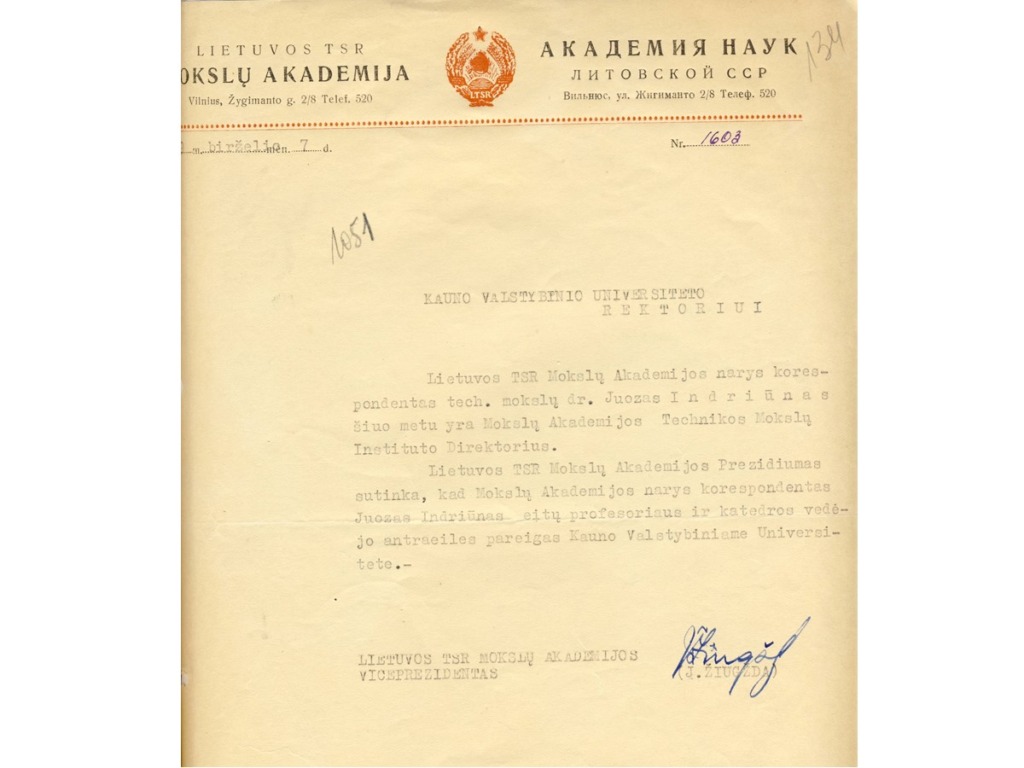 LIETUVOS TSR
OKSLŲ AKADEMIJA
Vilnius, Žygimanto g. 2/8 Telef. 520
LTSR
АКАДЕМИЯ НАУК
ЛИТОВСКОЙ ССР
Вильнюс, ул. Жигиманто 2/8 Телеф. 520
134
m. birželio mėn. 7 d.
Nr. 1603
1051
KAUNO VALSTYBINIO UNIVERSITETO
REKTORIUI
Lietuvos TSR Mokslų Akademijos narys kores-
pondentas tech. mokslų dr. Juozas Indriūnas
šiuo metu yra Mokslų Akademijos Technikos Mokslų
Instituto Direktorius.
Lietuvos TSR Mokslų Akademijos Prezidiumas
sutinka, kad Mokslų Akademijos narys korespondentas
Juozas Indriūnas eitų profesoriaus ir katedros vedė-
jo antraeiles pareigas Kauno Valstybiniame Universi-
tete.-
LIETUVOS TSR MOKSLŲ AKADEMIJOS
VICEPREZIDENTAS
(J.ŽIUGŽDA)